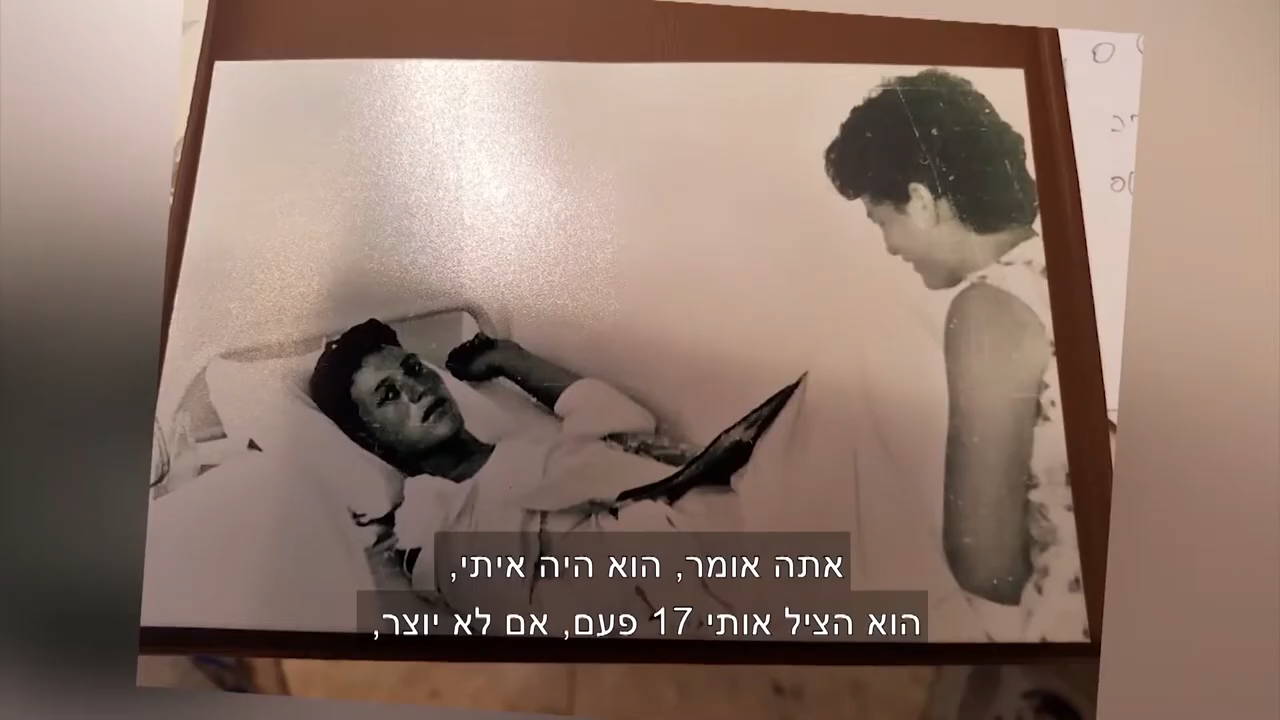 אתה אומר, הוא היה איתי,
הוא הציל אותי 17 פעם, אם לא יוצר,